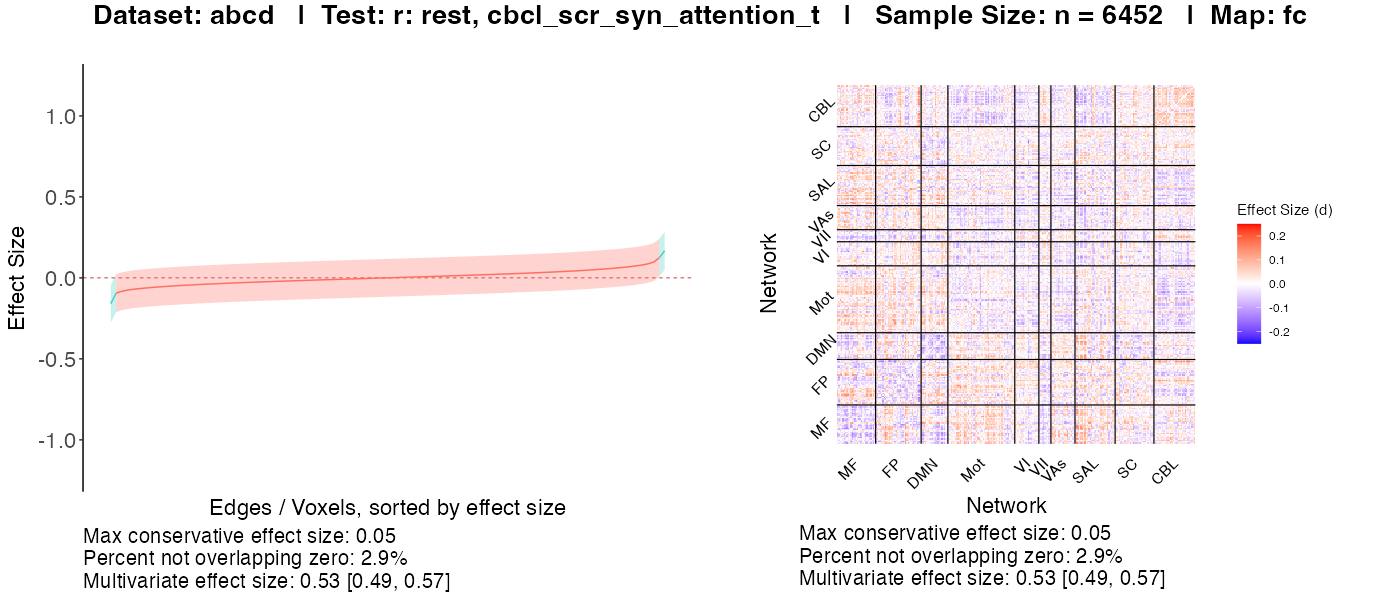 Dataset: abcd | Test: r: rest, cbcl_scr_syn_attention_t | Sample Size: n = 6452 | Map: fc
Effect Size
1.0
0.5
0.0
-0.5
-1.0
Edges / Voxels, sorted by effect size
Max conservative effect size: 0.05
Percent not overlapping zero: 2.9%
Multivariate effect size: 0.53 [0.49, 0.57]
Network
CBL
SC
SAL
VAs
VII
VI
Mot
DMN
FP
MF
MF FP DMN Mot VI VII VAs SAL SC CBL
Network
Max conservative effect size: 0.05
Percent not overlapping zero: 2.9%
Multivariate effect size: 0.53 [0.49, 0.57]
Effect Size (d)
0.2
0.1
0.0
-0.1
-0.2